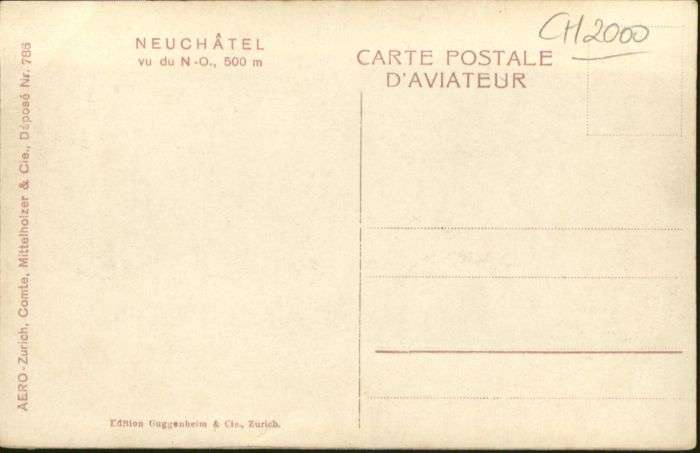 NEUCHÂTEL
vu du N-O., 500 m
CARTE POSTALE
D'AVIATEUR
CH2000
AERO-Zurich, Comte, Mittelholzer & Cie., Déposé Nr. 786
Edition Guggenheim & Cie., Zurich.